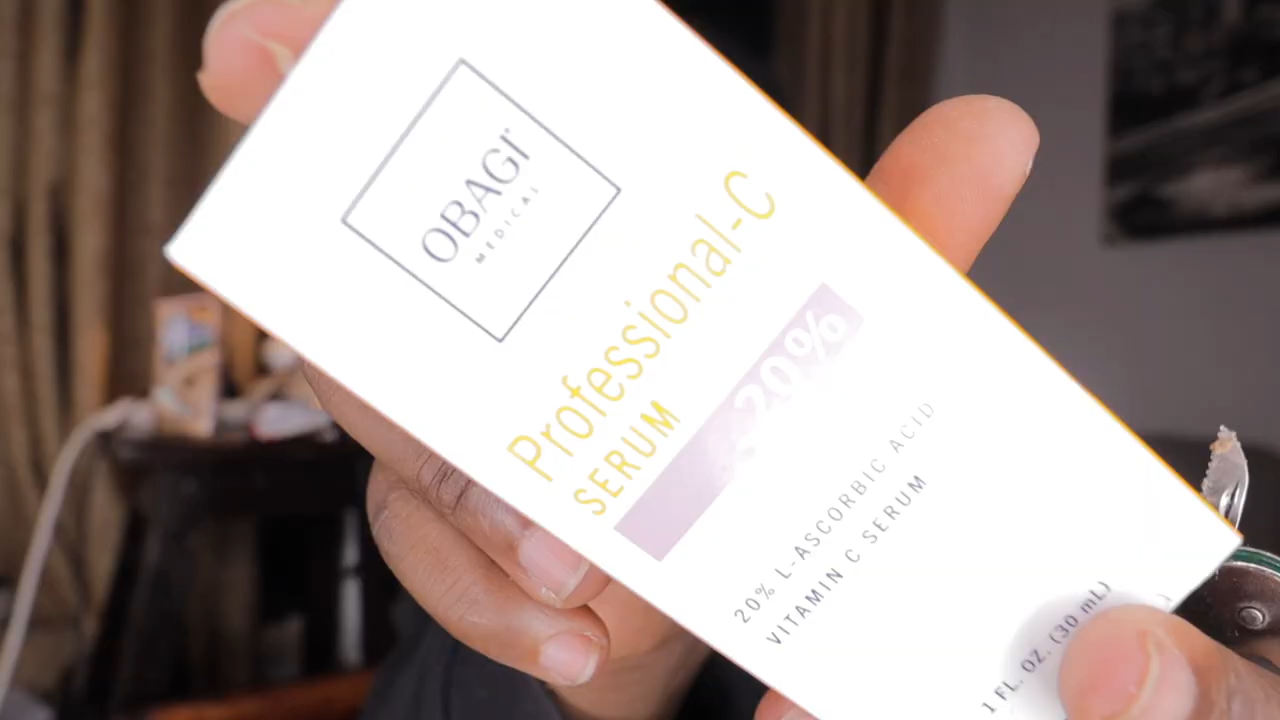 OBAGI
MEDICAL
Professional-C
SERUM
20%
20% L-ASCORBIC ACID
VITAMIN C SERUM
1 FL. OZ. (30 mL)